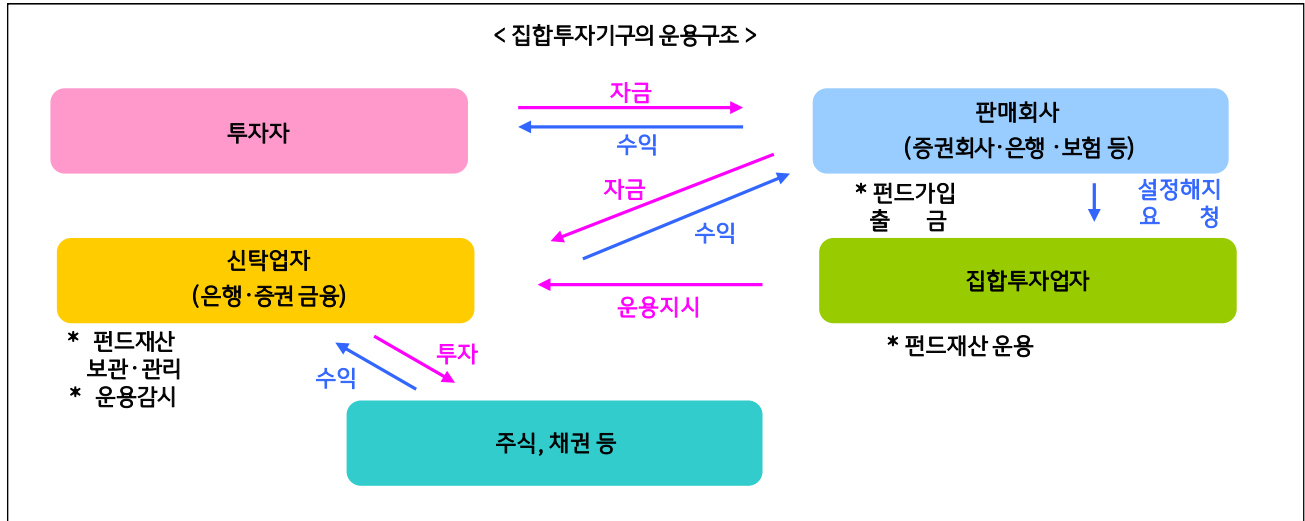 < 집합투자기구의 운용구조 >
투자자
자금
수익
판매회사
(증권회사·은행 ·보험 등)
* 펀드가입
출 금
설정해지
요 청
자금
수익
신탁업자
(은행·증권 금융)
운용지시
집합투자업자
* 펀드재산
보관·관리
* 운용감시
* 펀드재산 운용
수익
투자
주식, 채권 등